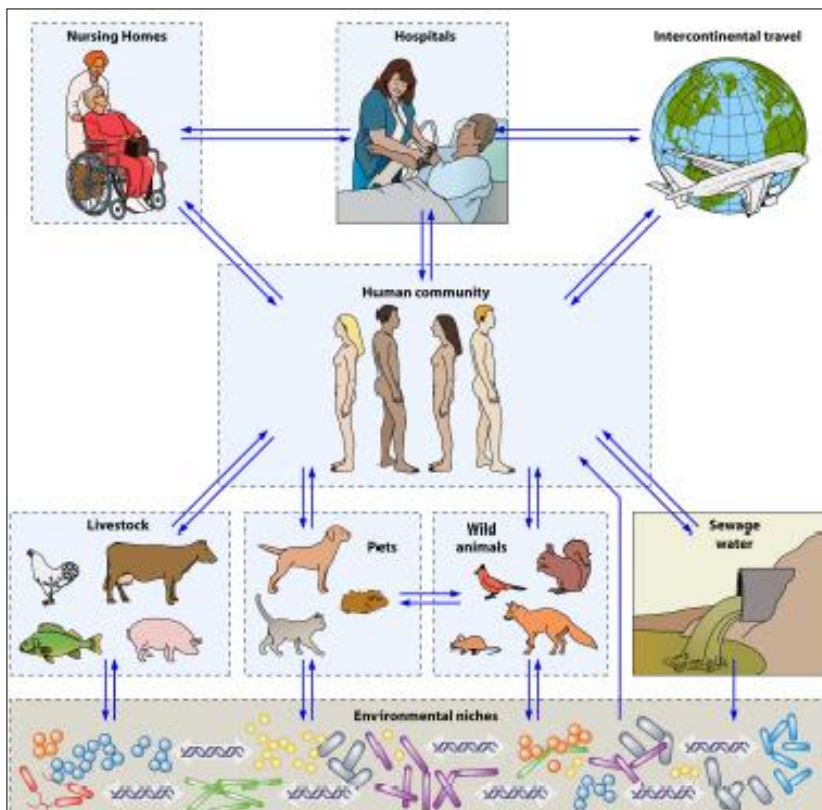 Nursing Homes
Hospitals
Intercontinental travel
Human community
Livestock
Pets
Wild
animals
Sewage
water
Environmental niches